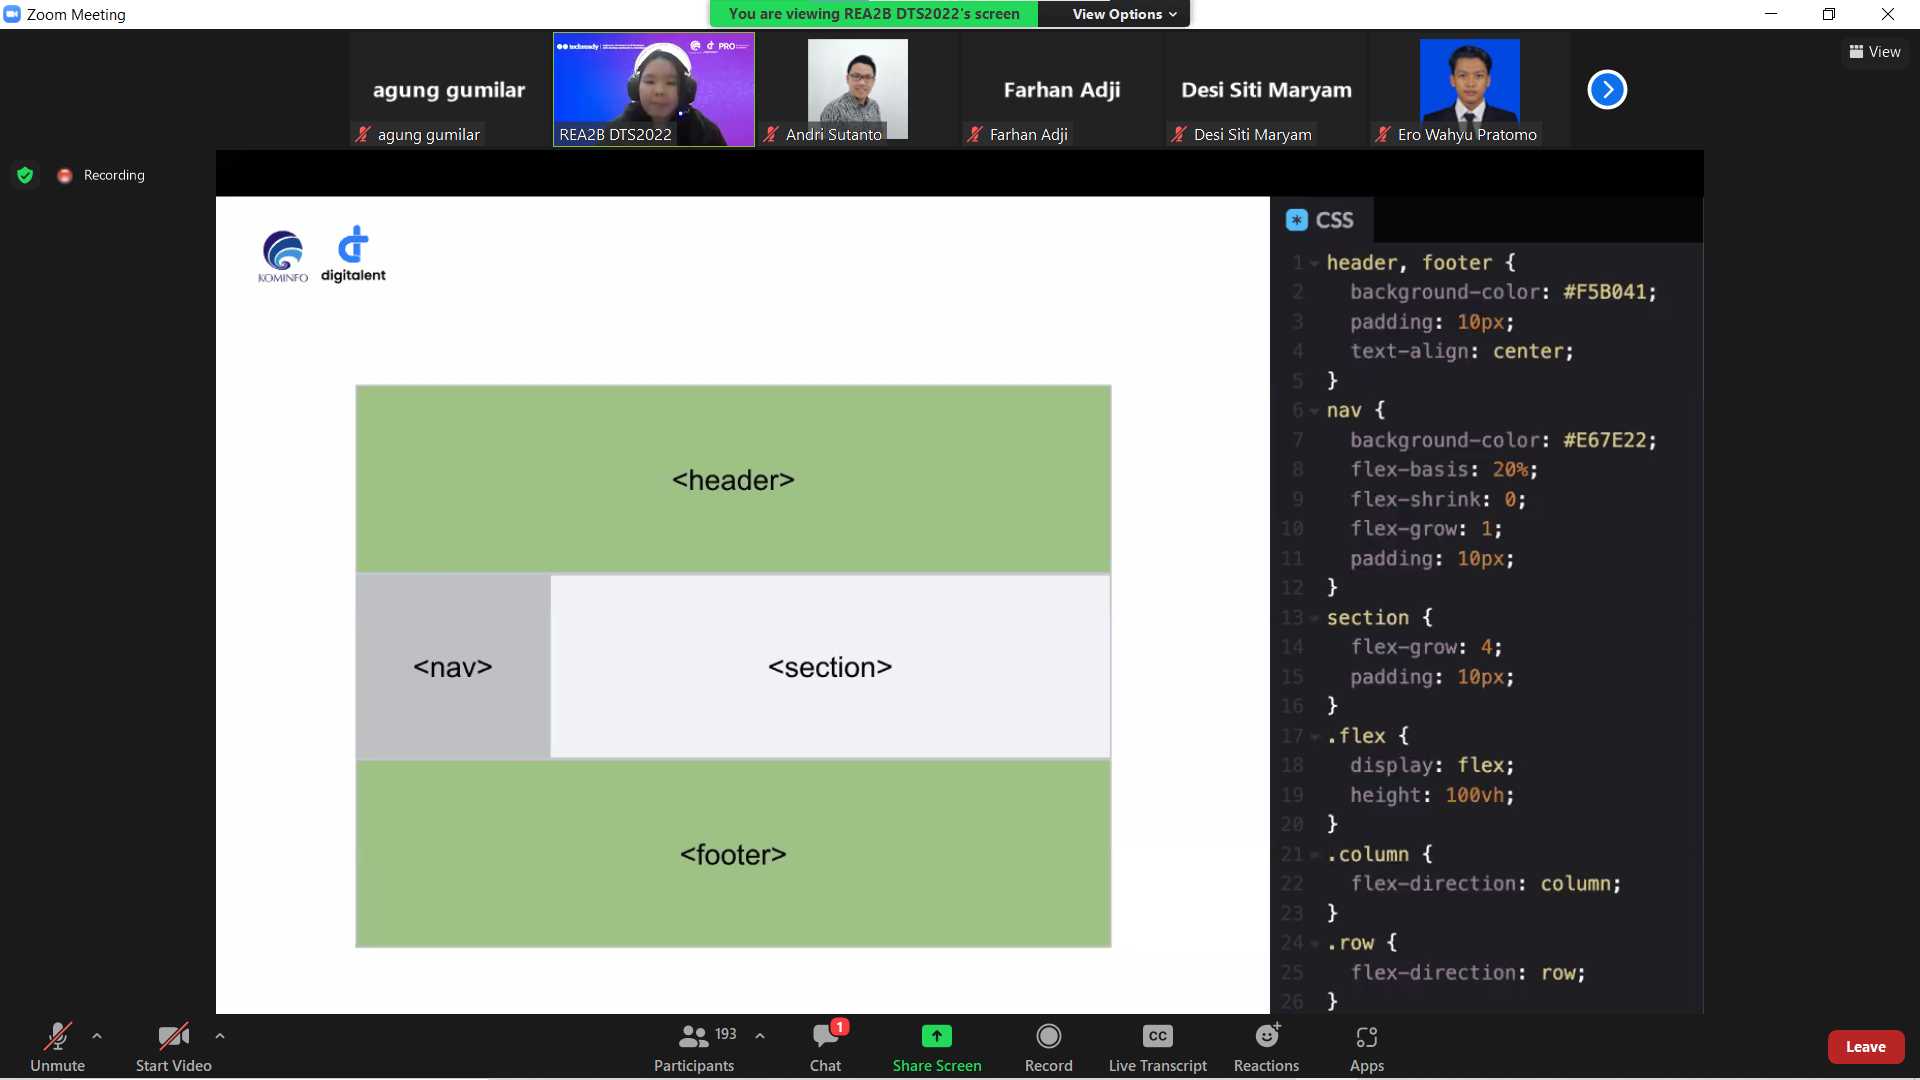 Zoom Meeting
You are viewing REA2B DTS2022's screen
View Options
View
agung gumilar
agung gumilar
techready
PRO
REA2B DTS2022
Andri Sutanto
Farhan Adji
Farhan Adji
Desi Siti Maryam
Desi Siti Maryam
Ero Wahyu Pratomo
Recording
KOMINFO
digitalent
<header>
<nav>
<section>
<footer>
CSS
1 header, footer {
2 background-color: #F5B041;
3 padding: 10px;
4 text-align: center;
5 }
6 nav {
7 background-color: #E67E22;
8 flex-basis: 20%;
9 flex-shrink: 0;
10 flex-grow: 1;
11 padding: 10px;
12 }
13 section {
14 flex-grow: 4;
15 padding: 10px;
16 }
17 .flex {
18 display: flex;
19 height: 100vh;
20 }
21 .column {
22 flex-direction: column;
23 }
24 .row {
25 flex-direction: row;
26 }
Unmute
Start Video
193
Participants
1
Chat
Share Screen
Record
CC
Live Transcript
Reactions
Apps
Leave